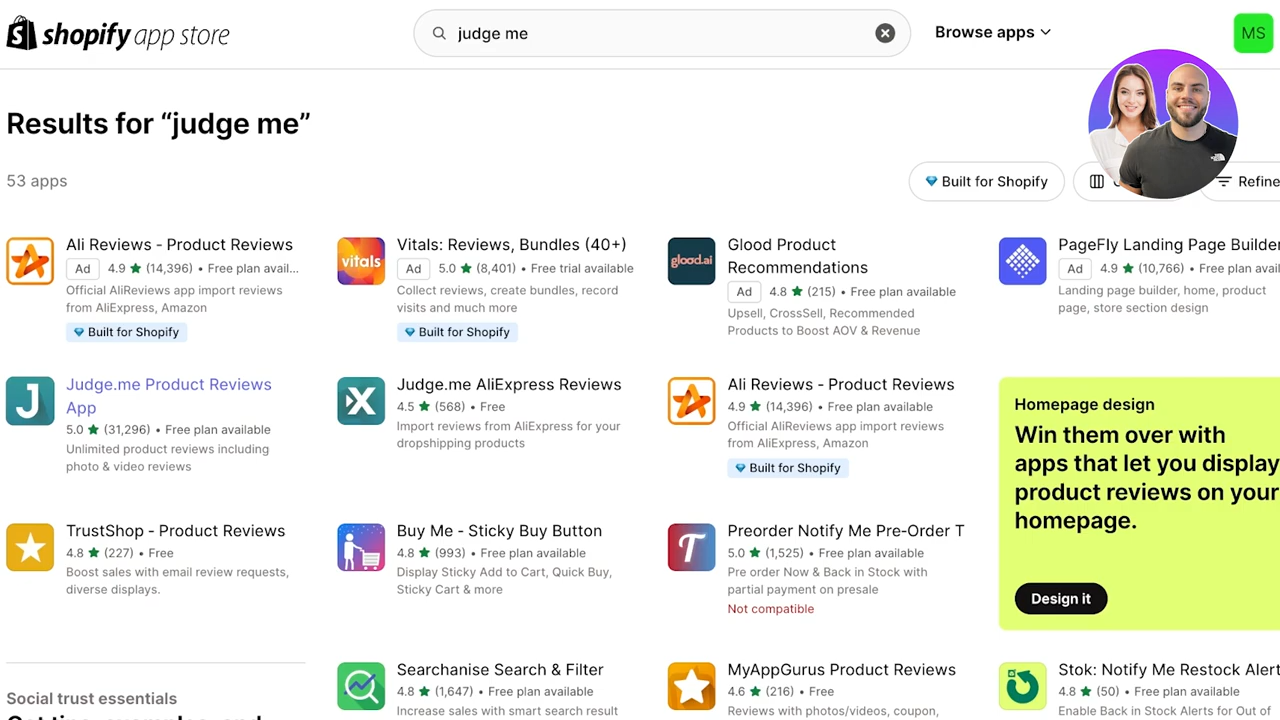 shopify app store
judge me
Browse apps
MS
Results for “judge me”
53 apps
Built for Shopify
Refine
Ali Reviews - Product Reviews
Ad 4.9 ★ (14,396) • Free plan avail...
Official AliReviews app import reviews
from AliExpress, Amazon
Built for Shopify
vitals
Vitals: Reviews, Bundles (40+)
Ad 5.0 ★ (8,401) • Free trial available
Collect reviews, create bundles, record
visits and much more
Built for Shopify
glood.ai
Glood Product
Recommendations
Ad 4.8 ★ (215) • Free plan available
Upsell, CrossSell, Recommended
Products to Boost AOV & Revenue
PageFly Landing Page Builder
Ad 4.9 ★ (10,766) • Free plan avail
Landing page builder, home, product
page, store section design
J
Judge.me Product Reviews
App
5.0 ★ (31,296) • Free plan available
Unlimited product reviews including
photo & video reviews
X
Judge.me AliExpress Reviews
4.5 ★ (568) • Free
Import reviews from AliExpress for your
dropshipping products
Ali Reviews - Product Reviews
4.9 ★ (14,396) • Free plan available
Official AliReviews app import reviews
from AliExpress, Amazon
Built for Shopify
Homepage design
Win them over with
apps that let you display
product reviews on your
homepage.
Design it
TrustShop - Product Reviews
4.8 ★ (227) • Free
Boost sales with email review requests,
diverse displays.
Buy Me - Sticky Buy Button
4.8 ★ (993) • Free plan available
Display Sticky Add to Cart, Quick Buy,
Sticky Cart & more
T
Preorder Notify Me Pre-Order T
5.0 ★ (1,525) • Free plan available
Pre order Now & Back in Stock with
partial payment on presale
Not compatible
Social trust essentials
Searchanise Search & Filter
4.8 ★ (1,647) • Free plan available
Increase sales with smart search result
MyAppGurus Product Reviews
4.6 ★ (216) • Free
Reviews with photos/videos, coupon,
Stok: Notify Me Restock Alert
4.8 ★ (50) • Free plan available
Enable Back in Stock Alerts for Out of